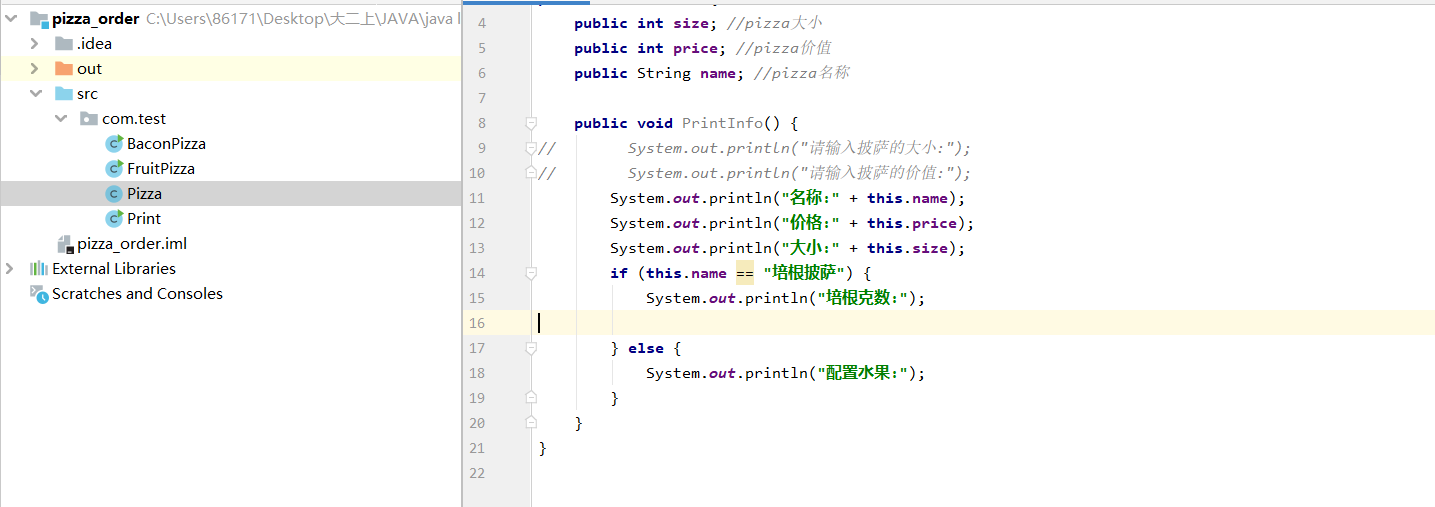 pizza_order C:\Users\86171\Desktop\大二上\JAVA\java l
.idea
out
src
com.test
BaconPizza
FruitPizza
Pizza
Print
pizza_order.iml
External Libraries
Scratches and Consoles
4 public int size; //pizza大小
5 public int price; //pizza价值
6 public String name; //pizza名称
7
8 public void PrintInfo() {
9 // System.out.println("请输入披萨的大小:");
10 // System.out.println("请输入披萨的价值:");
11 System.out.println("名称:" + this.name);
12 System.out.println("价格:" + this.price);
13 System.out.println("大小:" + this.size);
14 if (this.name == "培根披萨") {
15 System.out.println("培根克数:");
16
17 } else {
18 System.out.println("配置水果:");
19 }
20 }
21 }
22